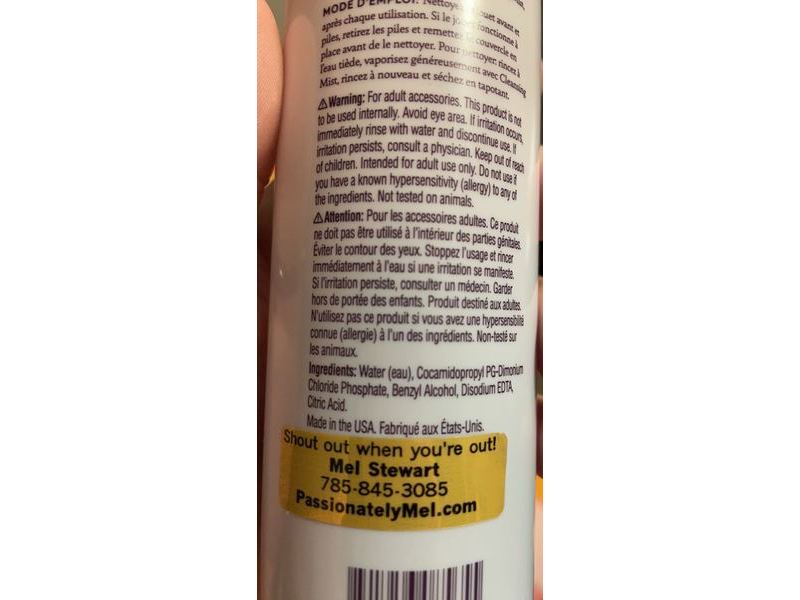 MODE D'EMPLOI: Nettoyez jouet avant et
après chaque utilisation. Si le jouet fonctionne à
piles, retirez les piles et remettez couvercle en
place avant de le nettoyer. Pour nettoyer: rincez à
l'eau tiède, vaporisez généreusement avec Cleansing
Mist, rincez à nouveau et séchez en tapotant.
⚠Warning: For adult accessories. This product is not
to be used internally. Avoid eye area. If irritation occurs,
immediately rinse with water and discontinue use. If
irritation persists, consult a physician. Keep out of reach
of children. Intended for adult use only. Do not use if
you have a known hypersensitivity (allergy) to any of
the ingredients. Not tested on animals.
⚠Attention: Pour les accessoires adultes. Ce produit
ne doit pas être utilisé à l'intérieur des parties génitales.
Éviter le contour des yeux. Stoppez l'usage et rincer
immédiatement à l'eau si une irritation se manifeste.
Si l'irritation persiste, consulter un médecin. Garder
hors de portée des enfants. Produit destiné aux adultes.
N'utilisez pas ce produit si vous avez une hypersensibilité
connue (allergie) à l'un des ingrédients. Non-testé sur
les animaux.
Ingredients: Water (eau), Cocamidopropyl PG-Dimonium
Chloride Phosphate, Benzyl Alcohol, Disodium EDTA,
Citric Acid.
Made in the USA. Fabriqué aux États-Unis.
Shout out when you're out!
Mel Stewart
785-845-3085
PassionatelyMel.com